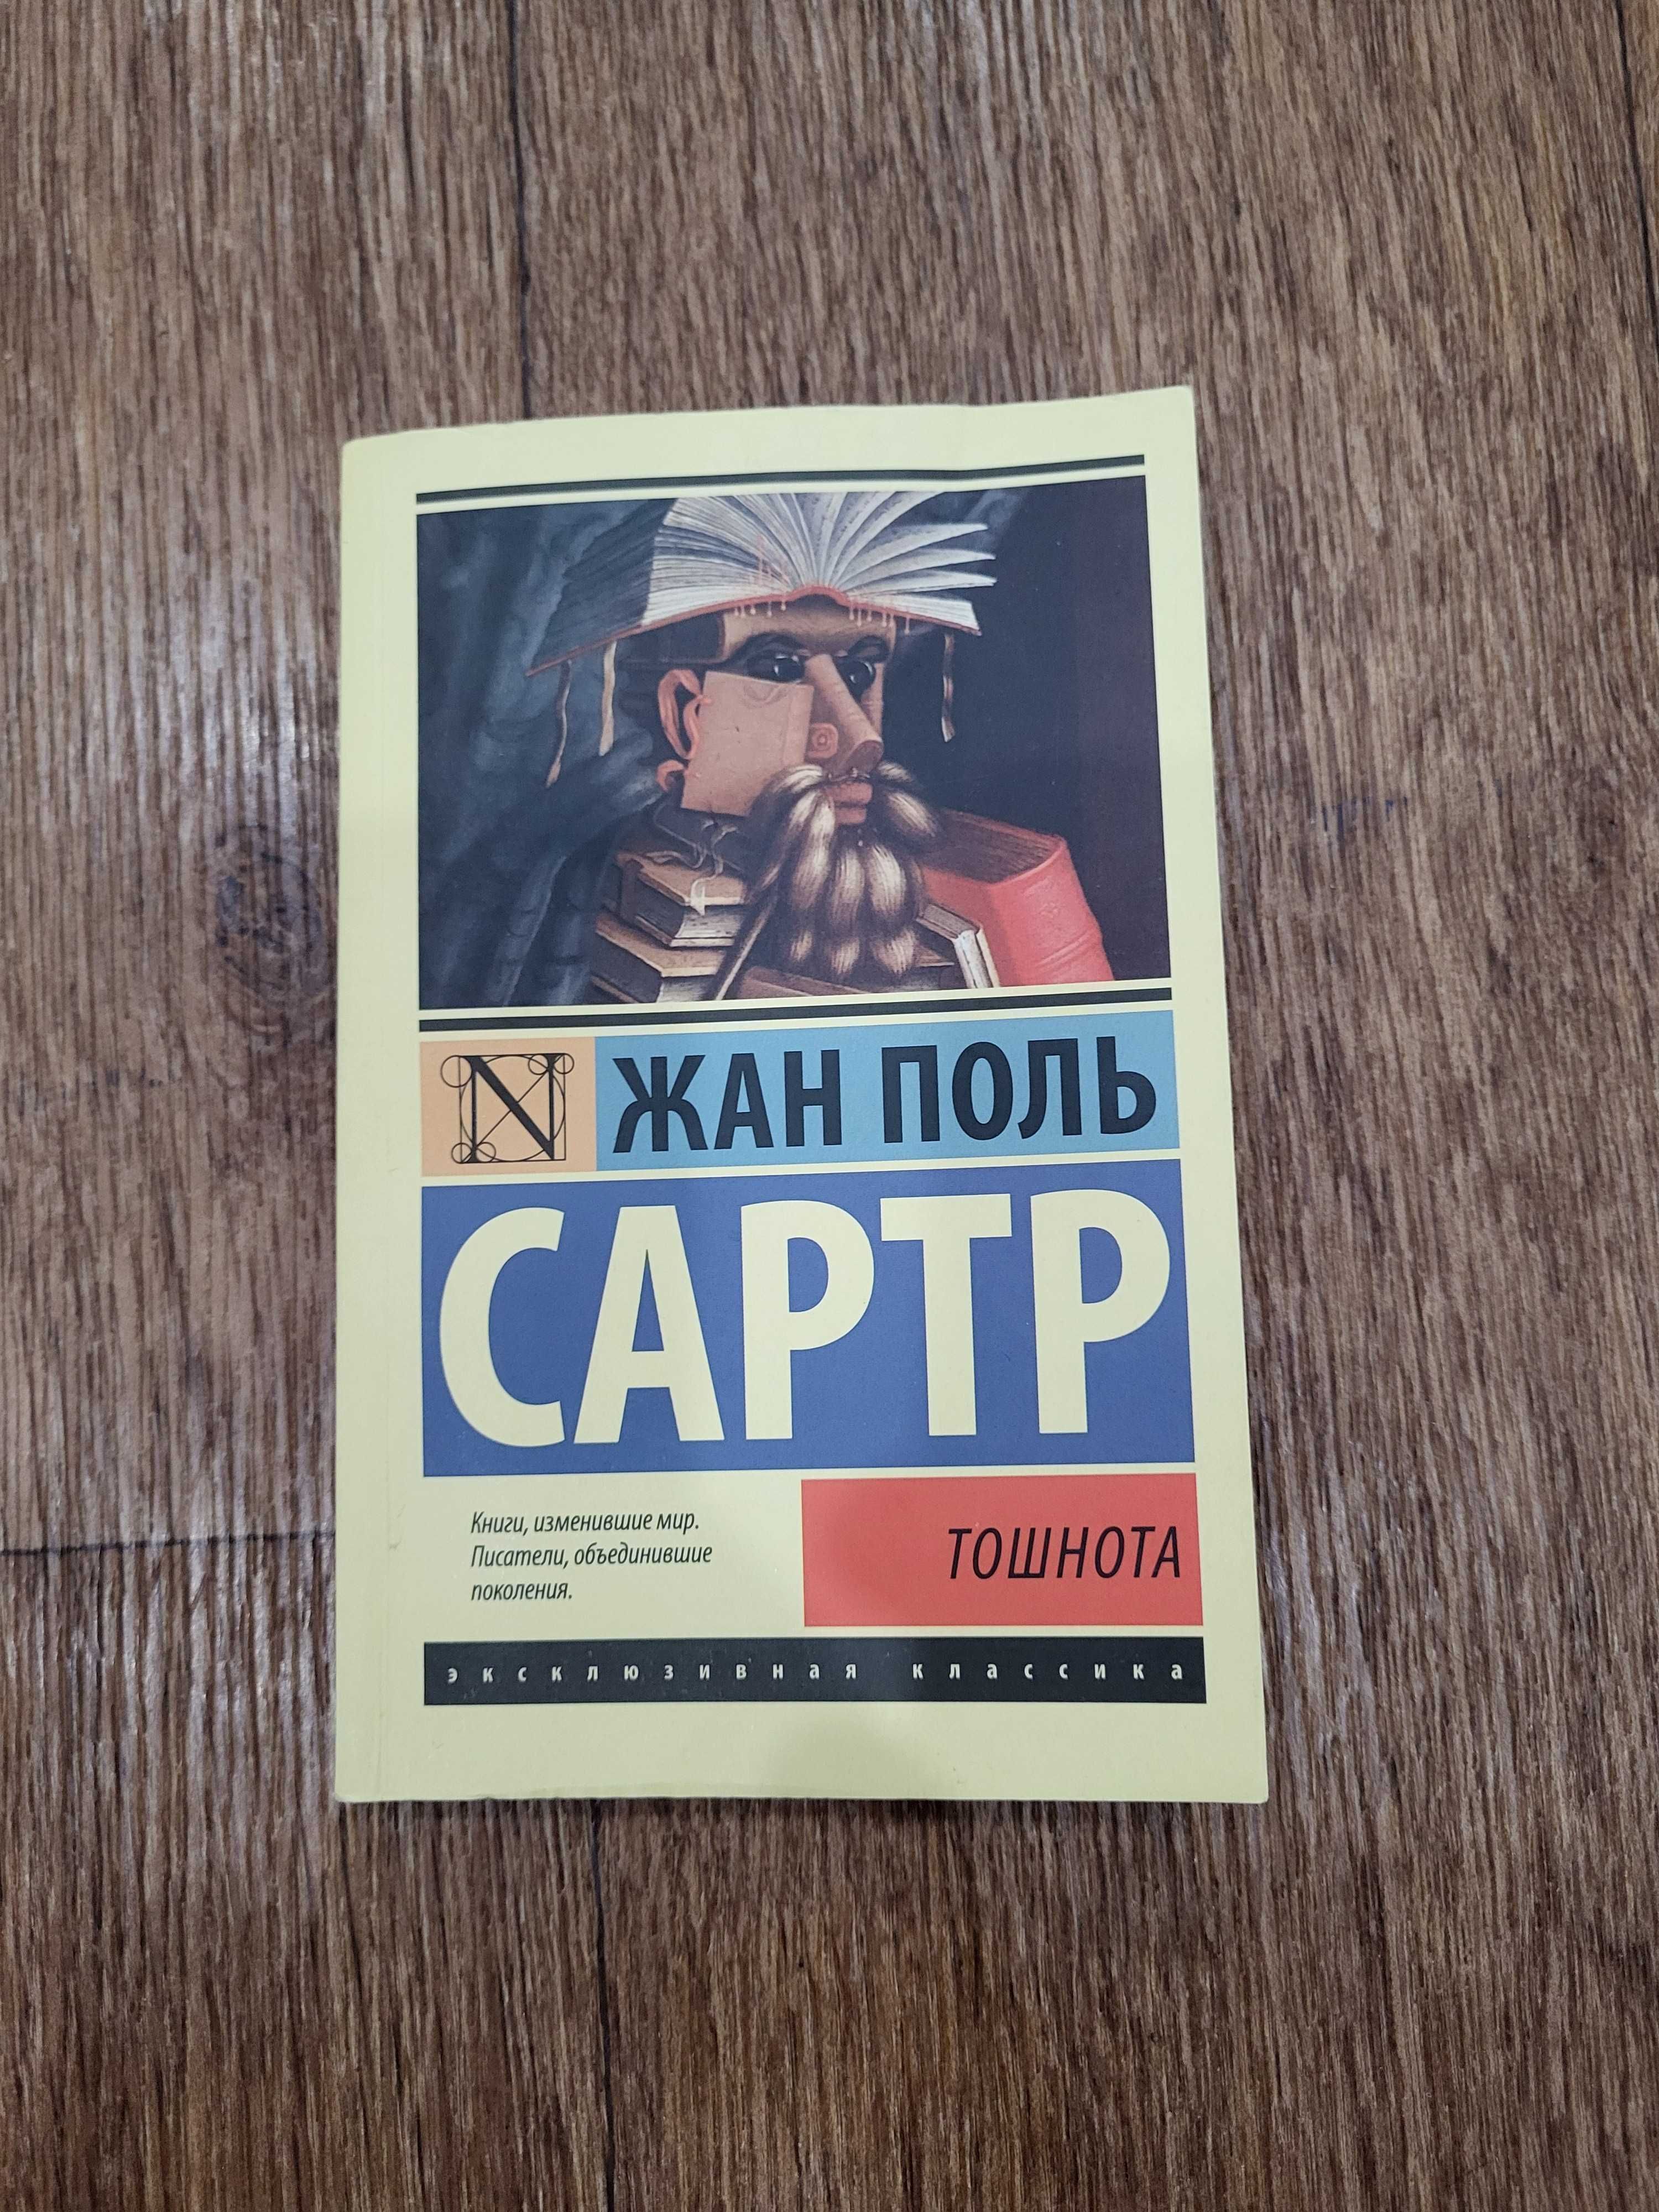 N ЖАН ПОЛЬ
САРТР
Книги, изменившие мир.
Писатели, объединившие
поколения.
ТОШНОТА
эксклюзивная классика